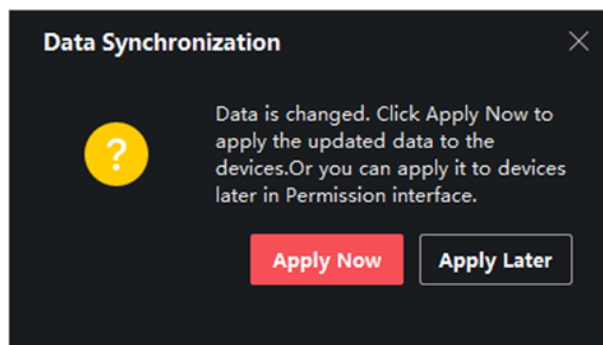 Data Synchronization
?
Data is changed. Click Apply Now to
apply the updated data to the
devices.Or you can apply it to devices
later in Permission interface.
Apply Now
Apply Later